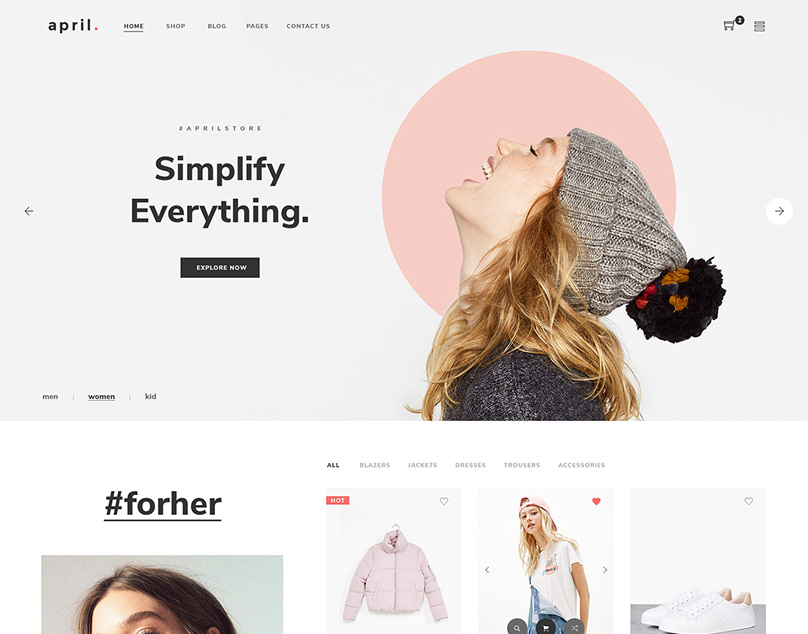 april.
HOME SHOP BLOG PAGES CONTACT US
2
#APRILSTORE
Simplify
Everything.
EXPLORE NOW
men | women | kid
#forher
ALL BLAZERS JACKETS DRESSES TROUSERS ACCESSORIES
HOT